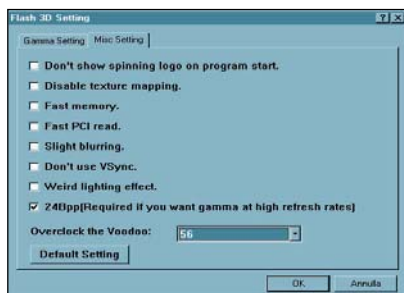 Flash 3D Setting
Gamma Setting Misc Setting
Don't show spinning logo on program start.
Disable texture mapping.
Fast memory.
Fast PCI read.
Slight blurring.
Don't use VSync.
Weird lighting effect.
24Bpp(Required if you want gamma at high refresh rates)
Overclock the Voodoo: 56
Default Setting
OK Annulla